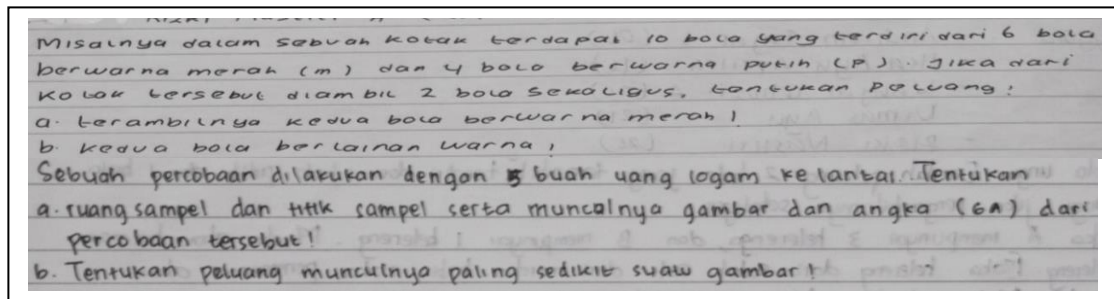 Misalnya dalam sebuah kotak terdapat 10 bola yang terdiri dari 6 bola
berwarna merah (m) dan 4 bola berwarna putih (P). Jika dari
kotak tersebut diambil 2 bola sekaligus, tentukan peluang :
a. terambilnya kedua bola berwarna merah !
b. kedua bola berlainan warna !
Sebuah percobaan dilakukan dengan 5 buah uang logam ke lantai. Tentukan
a. ruang sampel dan titik sampel serta munculnya gambar dan angka (GA) dari
percobaan tersebut!
b. Tentukan peluang munculnya paling sedikit suatu gambar!